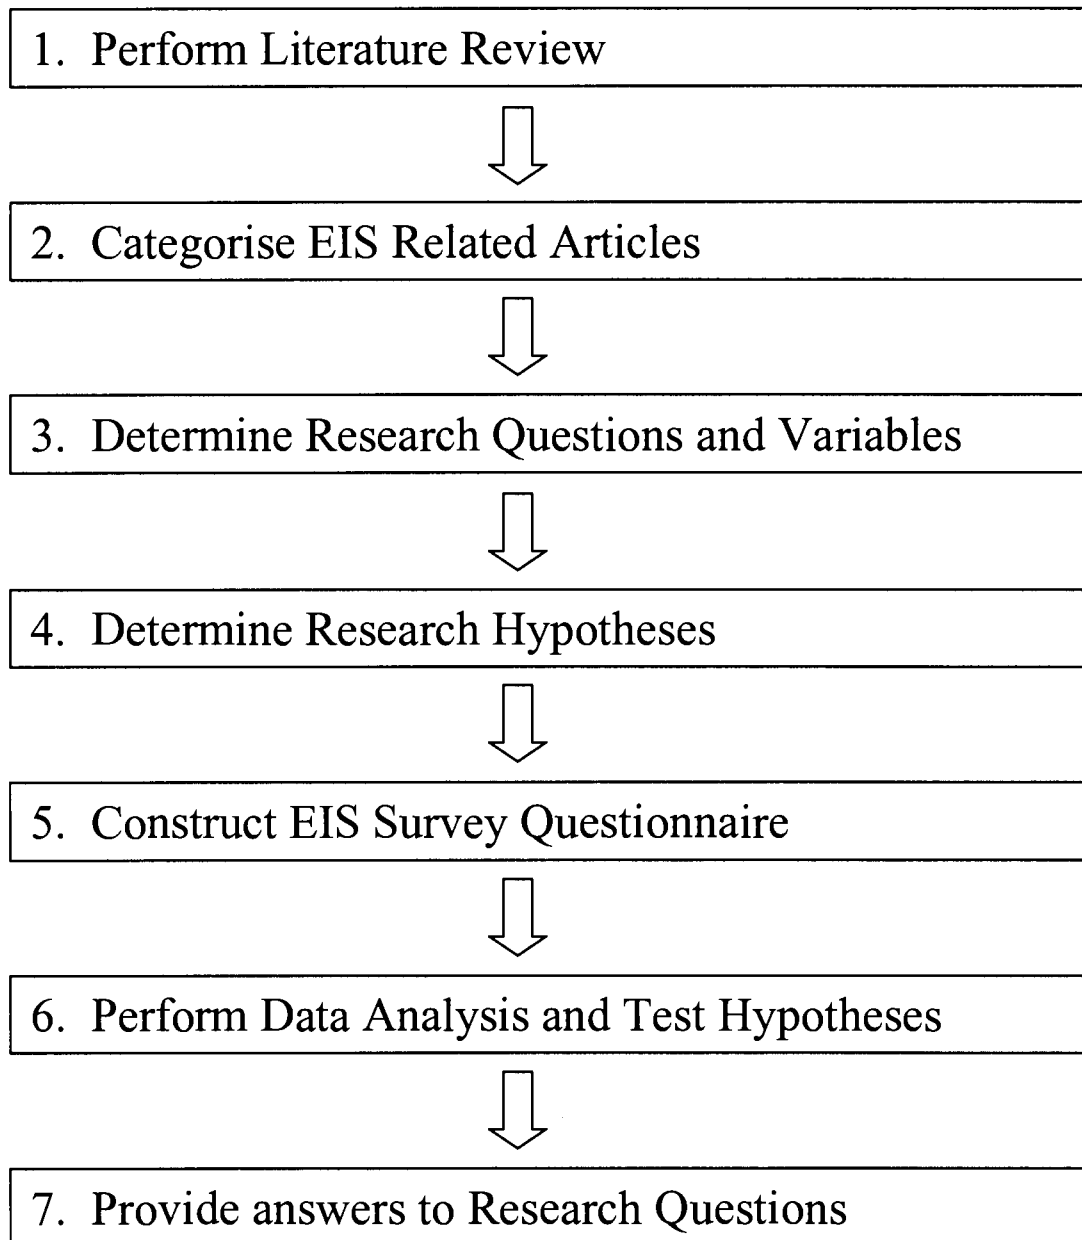 1. Perform Literature Review
2. Categorise EIS Related Articles
3. Determine Research Questions and Variables
4. Determine Research Hypotheses
5. Construct EIS Survey Questionnaire
6. Perform Data Analysis and Test Hypotheses
7. Provide answers to Research Questions